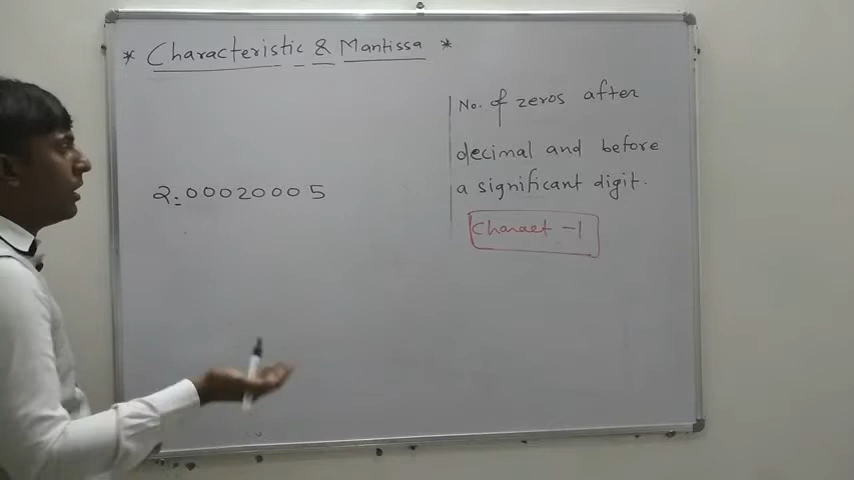 * Characteristic & Mantissa *
No. of zeros after
decimal and before
a significant digit.
2.00020005
Charact -1